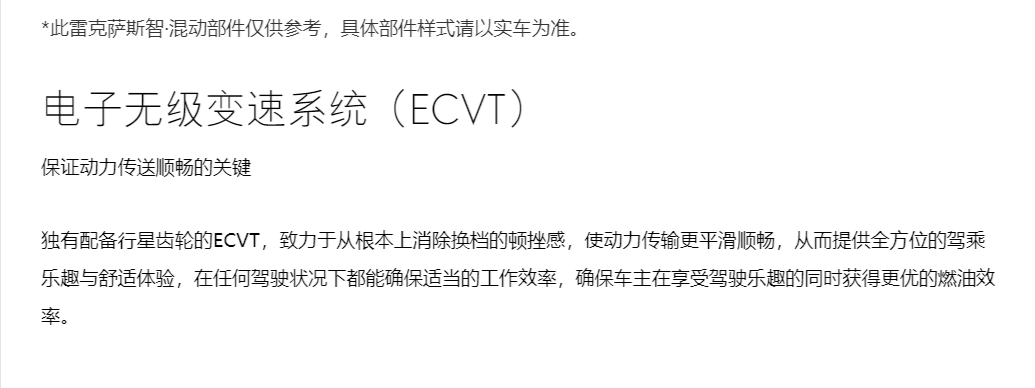 *此雷克萨斯智·混动部件仅供参考，具体部件样式请以实车为准。
电子无级变速系统（ECVT）
保证动力传送顺畅的关键
独有配备行星齿轮的ECVT，致力于从根本上消除换档的顿挫感，使动力传输更平滑顺畅，从而提供全方位的驾乘
乐趣与舒适体验，在任何驾驶状况下都能确保适当的工作效率，确保车主在享受驾驶乐趣的同时获得更优的燃油效
率。